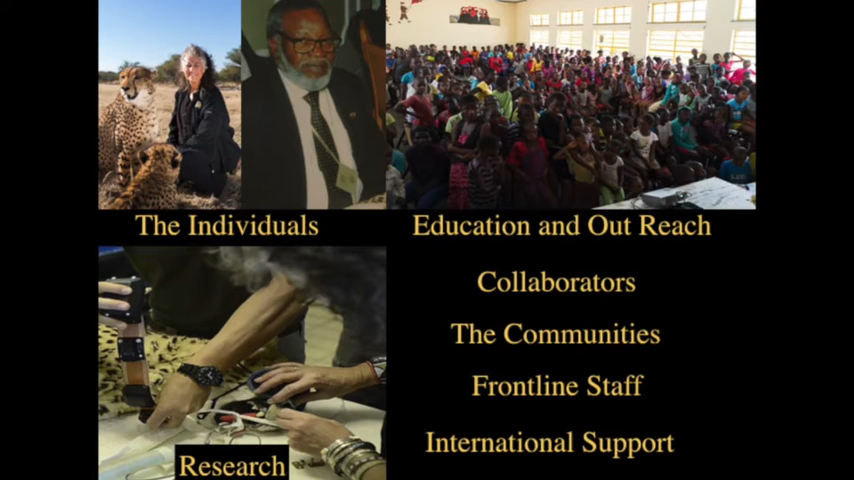 The Individuals
Education and Out Reach
Collaborators
The Communities
Frontline Staff
International Support
Research